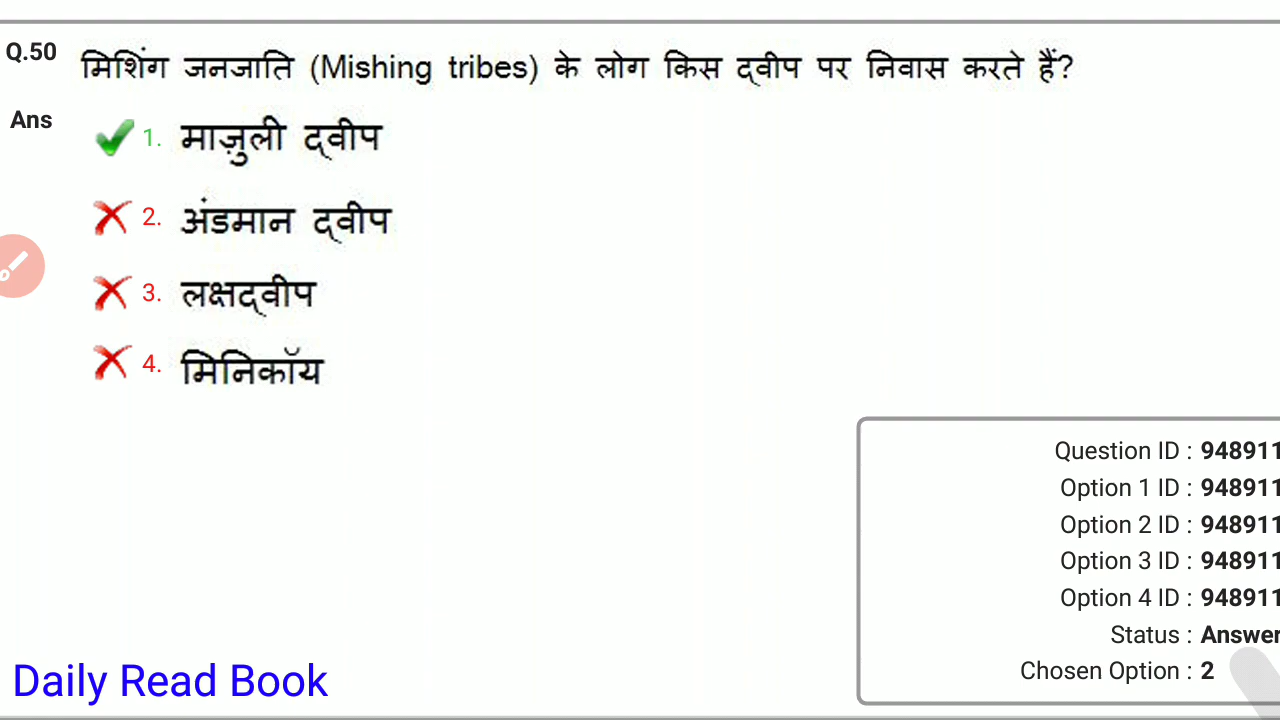 Q.50 मिशिंग जनजाति (Mishing tribes) के लोग किस द्वीप पर निवास करते हैं?
Ans 1. माज़ुली द्वीप
2. अंडमान द्वीप
3. लक्षद्वीप
4. मिनिकॉय
Question ID : 948911
Option 1 ID : 948911
Option 2 ID : 948911
Option 3 ID : 948911
Option 4 ID : 948911
Status : Answer
Chosen Option : 2
Daily Read Book